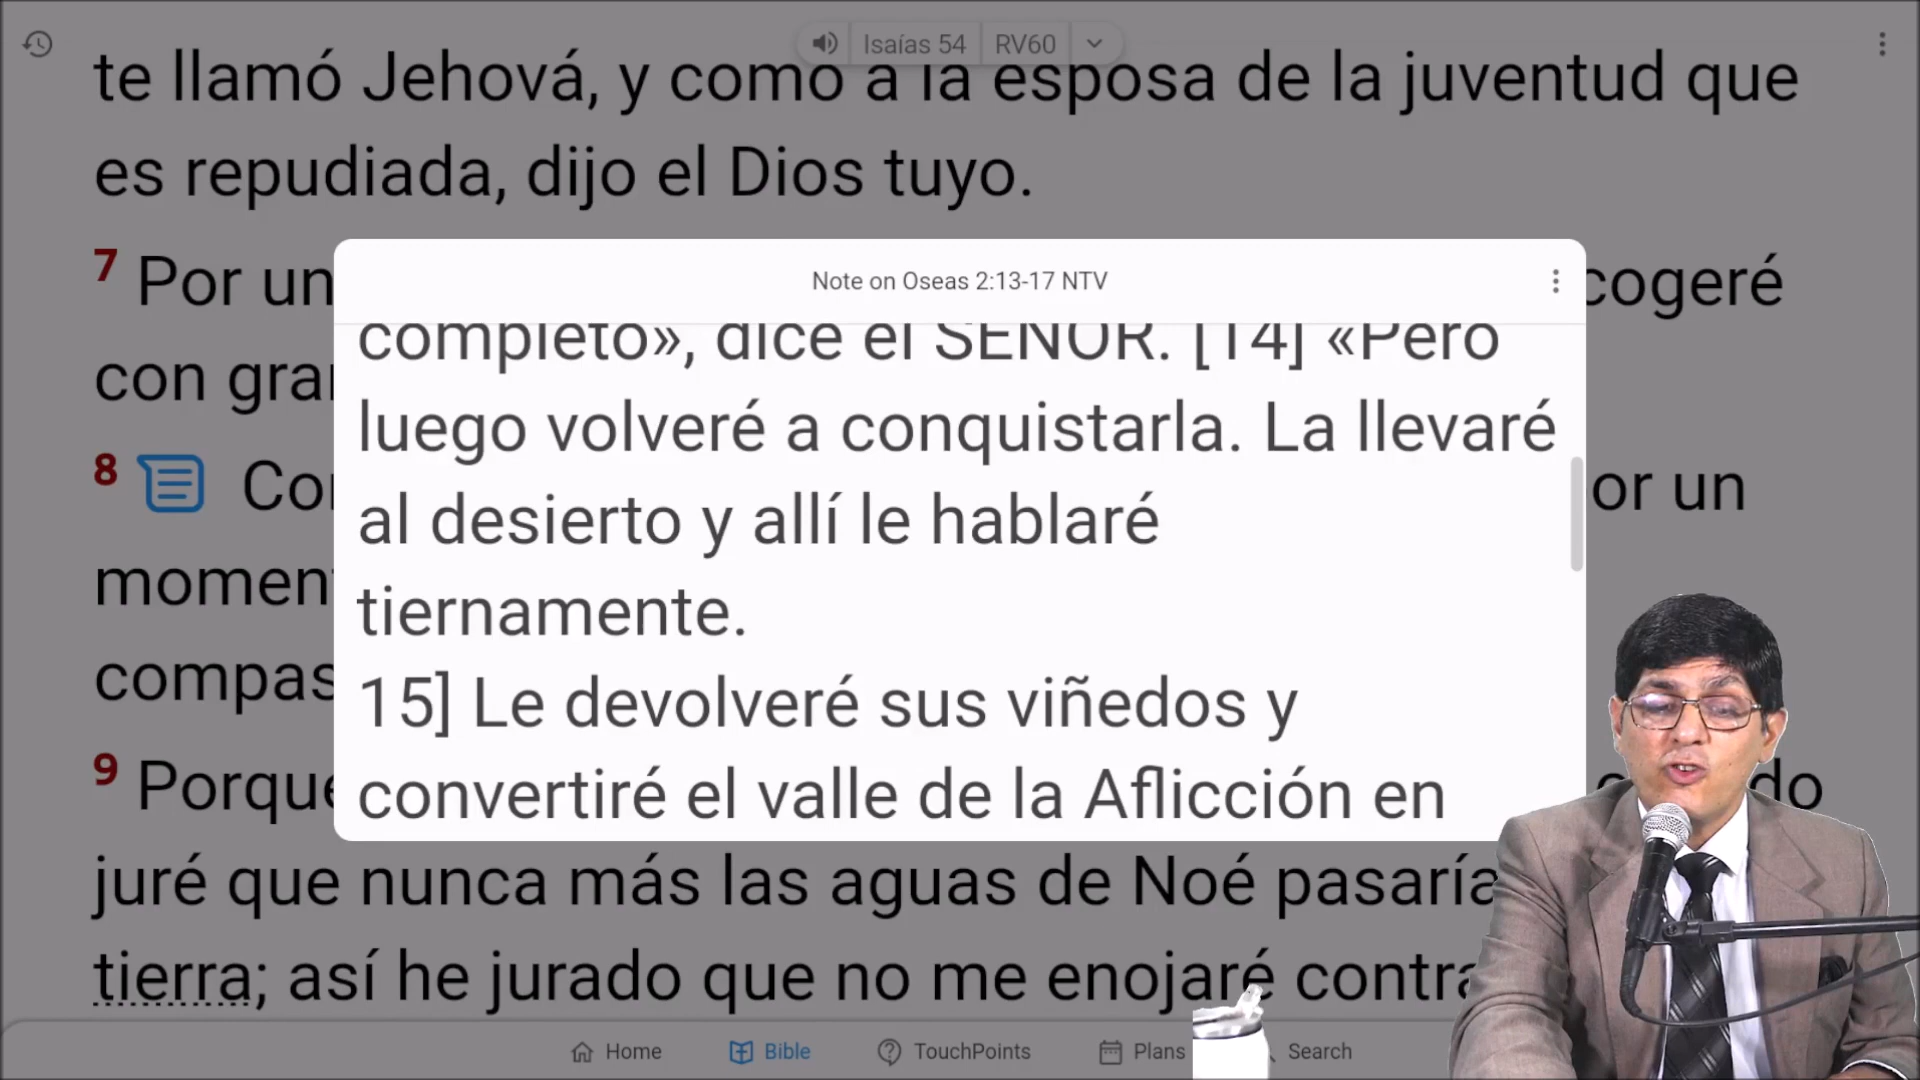 Isaías 54 RV60
te llamó Jehová, y como a la esposa de la juventud que
es repudiada, dijo el Dios tuyo.
7 Por un
cogeré
con gra
8 Co
or un
momen
compas
9 Porque
do
juré que nunca más las aguas de Noé pasaría
tierra; así he jurado que no me enojaré contra
Note on Oseas 2:13-17 NTV
completo», dice el SEÑOR. [14] «Pero
luego volveré a conquistarla. La llevaré
al desierto y allí le hablaré
tiernamente.
15] Le devolveré sus viñedos y
convertiré el valle de la Aflicción en
Home Bible TouchPoints Plans Search